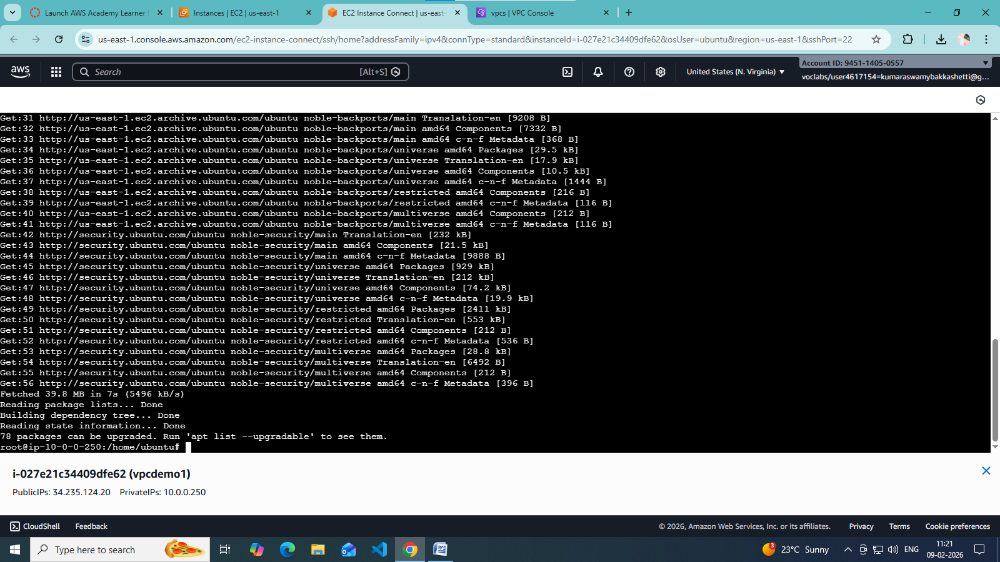 Launch AWS Academy Learner L
Instances | EC2 | us-east-1
EC2 Instance Connect | us-east-
vpcs | VPC Console
us-east-1.console.aws.amazon.com/ec2-instance-connect/ssh/home?addressFamily=ipv4&connType=standard&instanceId=i-027e21c34409dfe62&osUser=ubuntu&region=us-east-1&sshPort=22
aws
Search
[Alt+S]
United States (N. Virginia)
Account ID: 9451-1405-0557
voclabs/user4617154=kumaraswamybakkashetti@g...
Get:31 http://us-east-1.ec2.archive.ubuntu.com/ubuntu noble-backports/main Translation-en [9208 B]
Get:32 http://us-east-1.ec2.archive.ubuntu.com/ubuntu noble-backports/main amd64 Components [7332 B]
Get:33 http://us-east-1.ec2.archive.ubuntu.com/ubuntu noble-backports/main amd64 c-n-f Metadata [368 B]
Get:34 http://us-east-1.ec2.archive.ubuntu.com/ubuntu noble-backports/universe amd64 Packages [29.5 kB]
Get:35 http://us-east-1.ec2.archive.ubuntu.com/ubuntu noble-backports/universe Translation-en [17.9 kB]
Get:36 http://us-east-1.ec2.archive.ubuntu.com/ubuntu noble-backports/universe amd64 Components [10.5 kB]
Get:37 http://us-east-1.ec2.archive.ubuntu.com/ubuntu noble-backports/universe amd64 c-n-f Metadata [1444 B]
Get:38 http://us-east-1.ec2.archive.ubuntu.com/ubuntu noble-backports/restricted amd64 Components [216 B]
Get:39 http://us-east-1.ec2.archive.ubuntu.com/ubuntu noble-backports/restricted amd64 c-n-f Metadata [116 B]
Get:40 http://us-east-1.ec2.archive.ubuntu.com/ubuntu noble-backports/multiverse amd64 Components [212 B]
Get:41 http://us-east-1.ec2.archive.ubuntu.com/ubuntu noble-backports/multiverse amd64 c-n-f Metadata [116 B]
Get:42 http://security.ubuntu.com/ubuntu noble-security/main Translation-en [232 kB]
Get:43 http://security.ubuntu.com/ubuntu noble-security/main amd64 Components [21.5 kB]
Get:44 http://security.ubuntu.com/ubuntu noble-security/main amd64 c-n-f Metadata [9888 B]
Get:45 http://security.ubuntu.com/ubuntu noble-security/universe amd64 Packages [929 kB]
Get:46 http://security.ubuntu.com/ubuntu noble-security/universe Translation-en [212 kB]
Get:47 http://security.ubuntu.com/ubuntu noble-security/universe amd64 Components [74.2 kB]
Get:48 http://security.ubuntu.com/ubuntu noble-security/universe amd64 c-n-f Metadata [19.9 kB]
Get:49 http://security.ubuntu.com/ubuntu noble-security/restricted amd64 Packages [2411 kB]
Get:50 http://security.ubuntu.com/ubuntu noble-security/restricted Translation-en [553 kB]
Get:51 http://security.ubuntu.com/ubuntu noble-security/restricted amd64 Components [212 B]
Get:52 http://security.ubuntu.com/ubuntu noble-security/restricted amd64 c-n-f Metadata [536 B]
Get:53 http://security.ubuntu.com/ubuntu noble-security/multiverse amd64 Packages [28.8 kB]
Get:54 http://security.ubuntu.com/ubuntu noble-security/multiverse Translation-en [6492 B]
Get:55 http://security.ubuntu.com/ubuntu noble-security/multiverse amd64 Components [212 B]
Get:56 http://security.ubuntu.com/ubuntu noble-security/multiverse amd64 c-n-f Metadata [396 B]
Fetched 39.8 MB in 7s (5496 kB/s)
Reading package lists... Done
Building dependency tree... Done
Reading state information... Done
78 packages can be upgraded. Run 'apt list --upgradable' to see them.
root@ip-10-0-0-250:/home/ubuntu#
i-027e21c34409dfe62 (vpcdemo1)
PublicIPs: 34.235.124.20 PrivateIPs: 10.0.0.250
CloudShell
Feedback
© 2026, Amazon Web Services, Inc. or its affiliates.
Privacy
Terms
Cookie preferences
Type here to search
3
23°C Sunny
ENG
11:21
09-02-2026